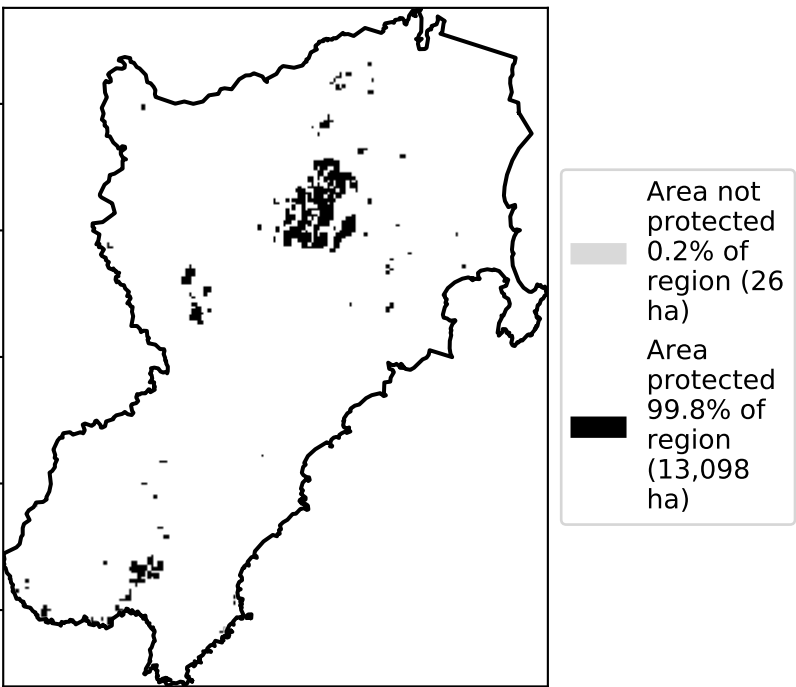 Area not
protected
0.2% of
region (26
ha)
Area
protected
99.8% of
region
(13,098
ha)